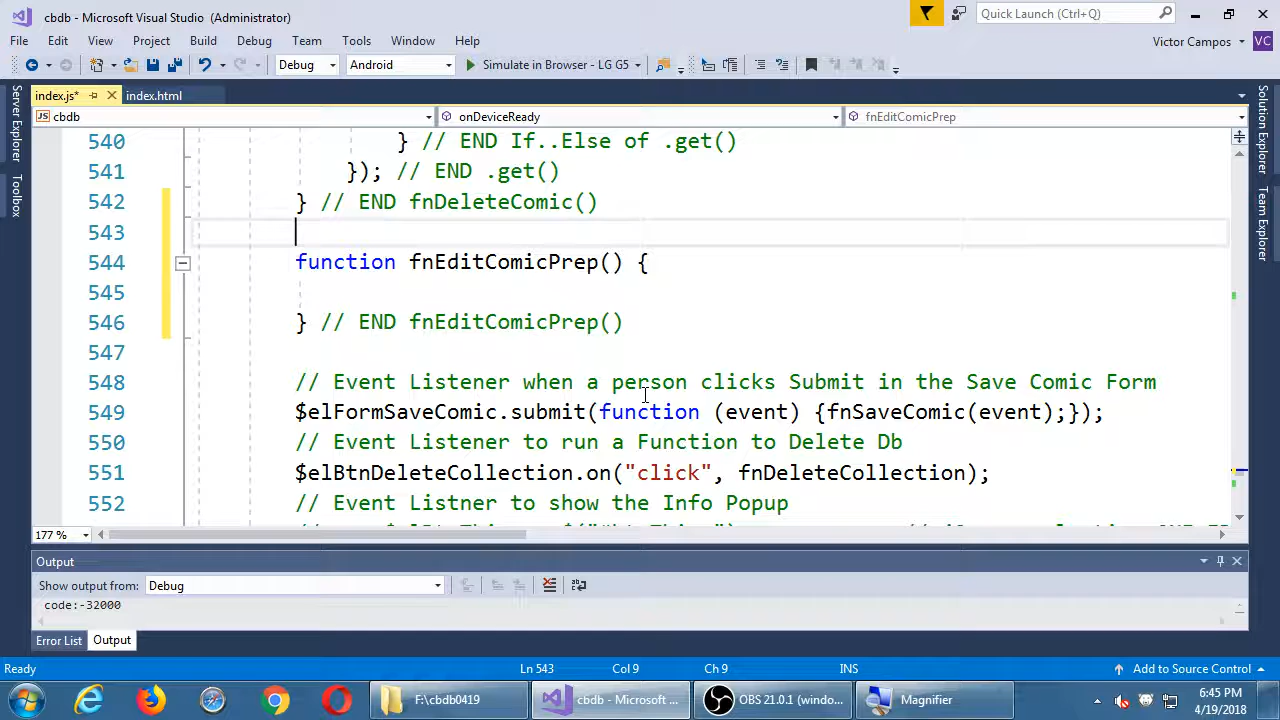 cbdb - Microsoft Visual Studio (Administrator)
Quick Launch (Ctrl+Q)
File Edit View Project Build Debug Team Tools Window Help
Victor Campos
VC
Debug Android Simulate in Browser - LG G5
index.js* index.html
JS cbdb onDeviceReady fnEditComicPrep
Server Explorer
Toolbox
Solution Explorer
Team Explorer
540 } // END If..Else of .get()
541 }); // END .get()
542 } // END fnDeleteComic()
543
544 function fnEditComicPrep() {
545
546 } // END fnEditComicPrep()
547
548 // Event Listener when a person clicks Submit in the Save Comic Form
549 $elFormSaveComic.submit(function (event) {fnSaveComic(event);});
550 // Event Listener to run a Function to Delete Db
551 $elBtnDeleteCollection.on("click", fnDeleteCollection);
552 // Event Listner to show the Info Popup
177 %
Output
Show output from: Debug
code:-32000
Error List Output
Ready Ln 543 Col 9 Ch 9 INS Add to Source Control
F:\cbdb0419 cbdb - Microsoft ... OBS 21.0.1 (windo... Magnifier
6:45 PM
4/19/2018